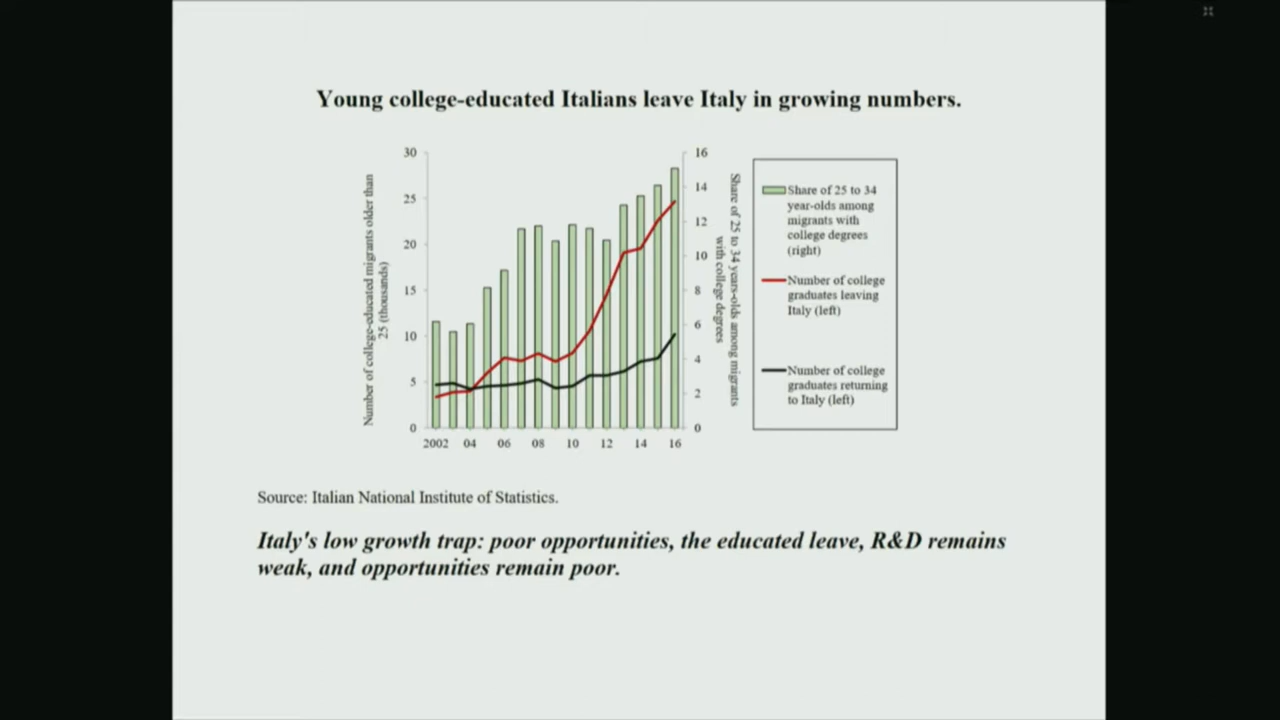 Young college-educated Italians leave Italy in growing numbers.
Number of college-educated migrants older than
25 (thousands)
30
25
20
15
10
5
0
2002 04 06 08 10 12 14 16
16
14
12
10
8
6
4
2
0
Share of 25 to 34 years-olds among migrants
with college degrees
Share of 25 to 34
year-olds among
migrants with
college degrees
(right)
Number of college
graduates leaving
Italy (left)
Number of college
graduates returning
to Italy (left)
Source: Italian National Institute of Statistics.
Italy's low growth trap: poor opportunities, the educated leave, R&D remains
weak, and opportunities remain poor.